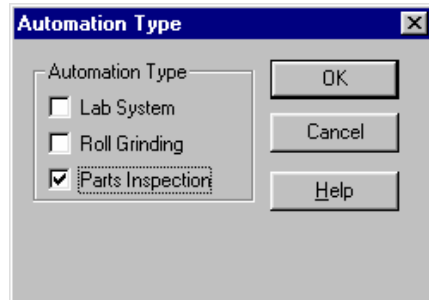 Automation Type
Automation Type
Lab System
Roll Grinding
Parts Inspection
OK
Cancel
Help